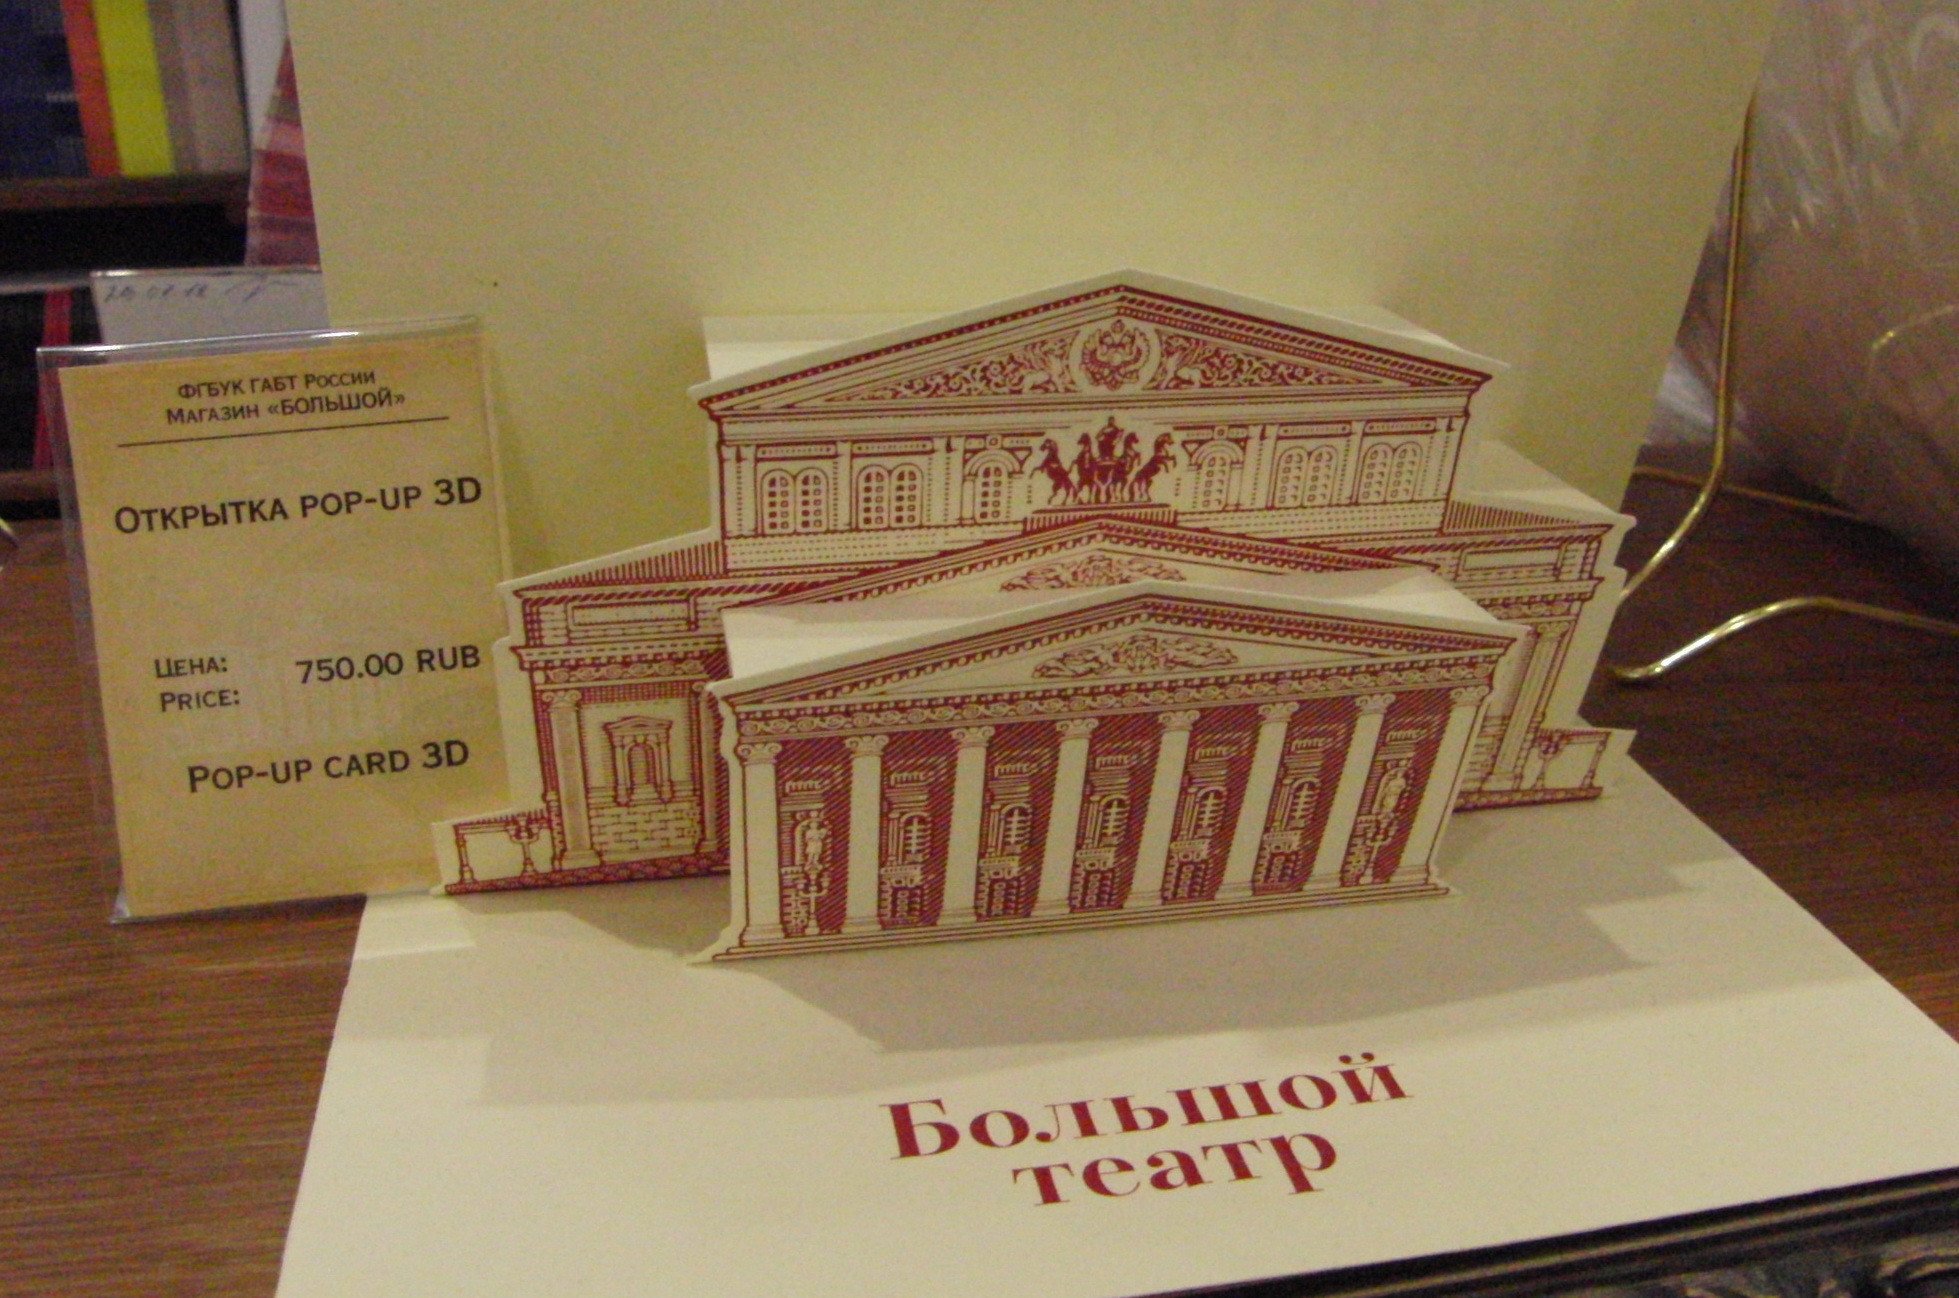 ФГБУК ГАБТ РОССИИ
МАГАЗИН «БОЛЬШОЙ»
ОТКРЫТКА POP-UP 3D
ЦЕНА: 750.00 RUB
PRICE:
POP-UP CARD 3D
Большой
театр